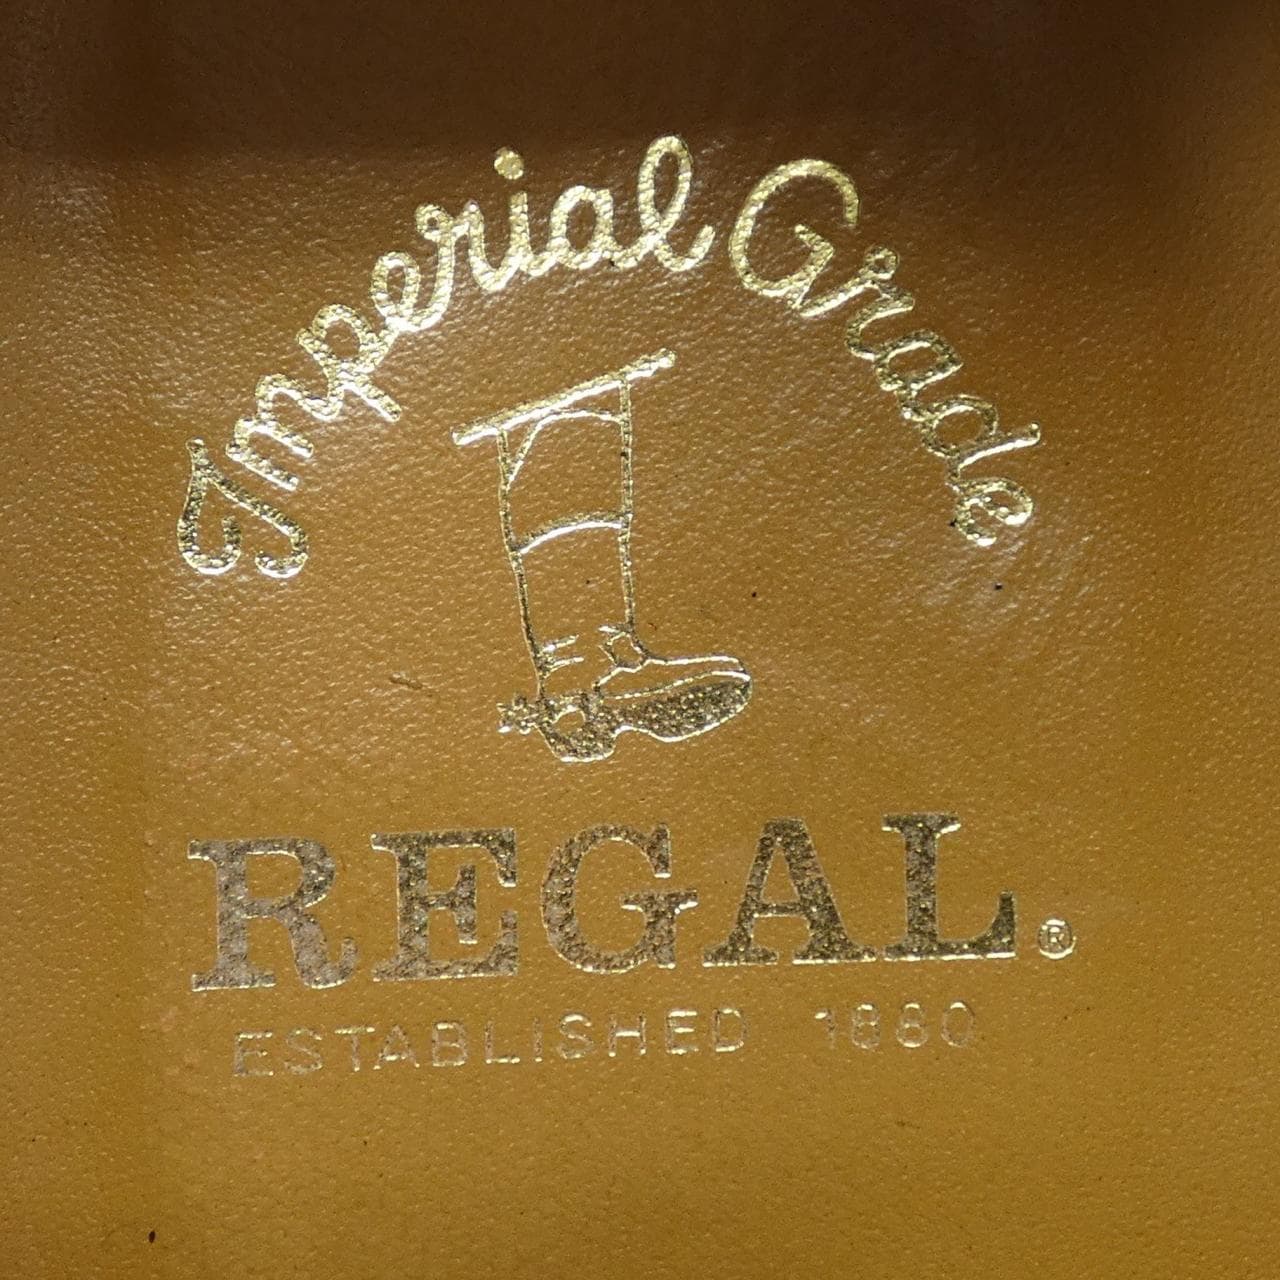 Imperial Grade
REGAL®
ESTABLISHED 1880